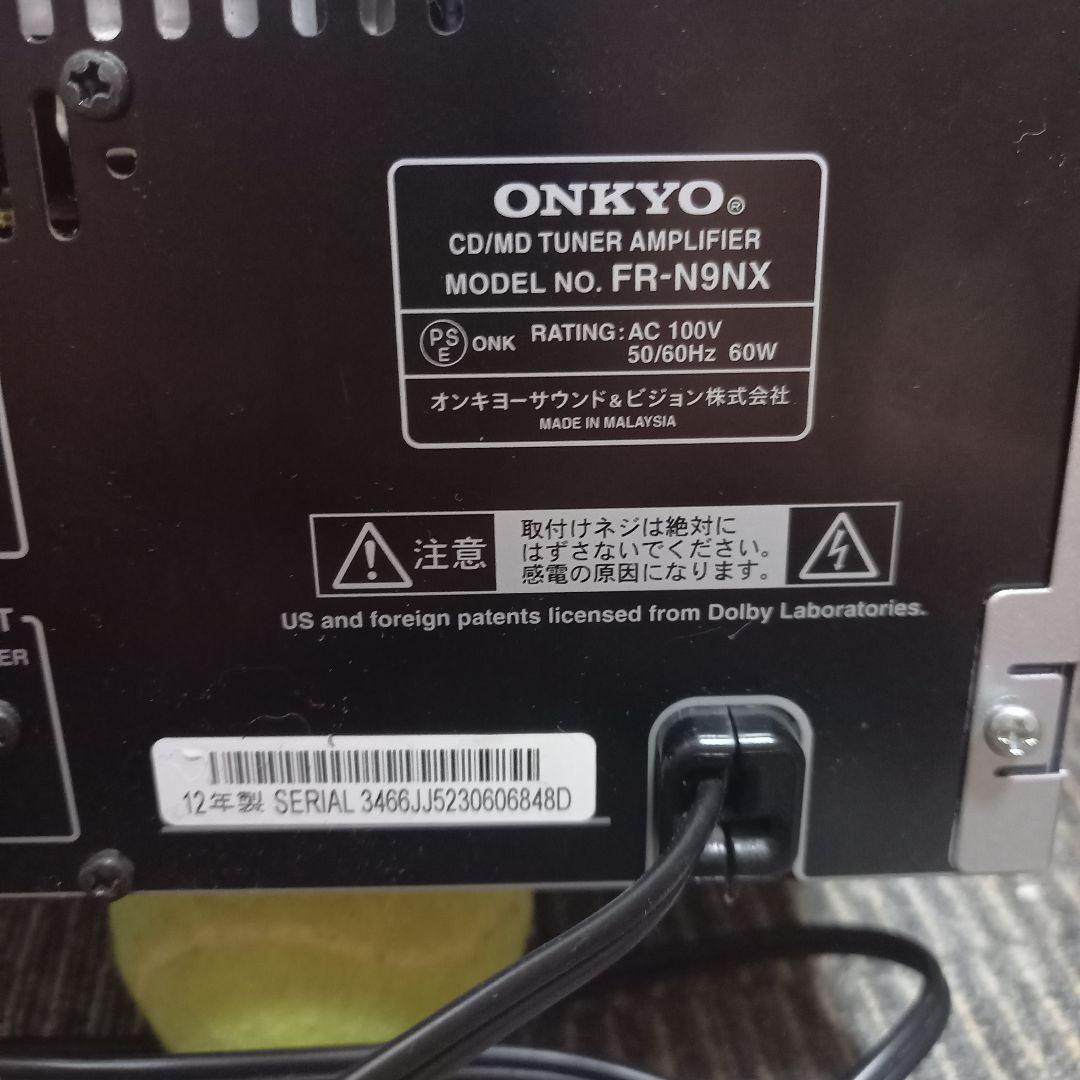 ONKYO®
CD/MD TUNER AMPLIFIER
MODEL NO. FR-N9NX
PS
E
ONK RATING: AC 100V
50/60Hz 60W
オンキヨーサウンド&ビジョン株式会社
MADE IN MALAYSIA
注意
取付けネジは絶対に
はずさないでください。
感電の原因になります。
US and foreign patents licensed from Dolby Laboratories.
T
ER
12年製 SERIAL 3466JJ5230606848D